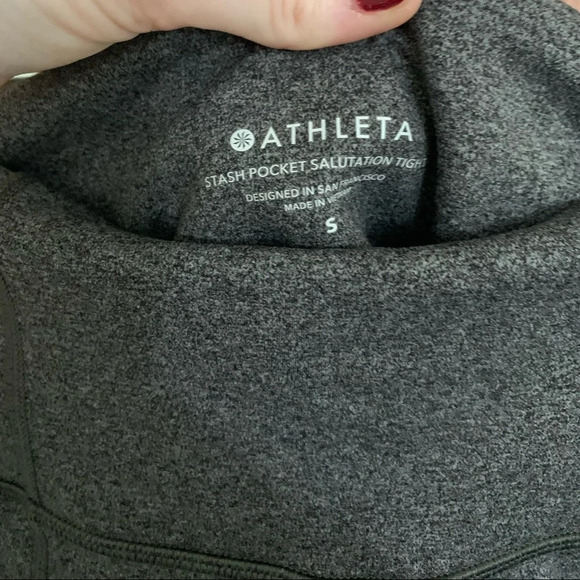 ATHLETA
STASH POCKET SALUTATION TIGHT
DESIGNED IN SAN FRANCISCO
MADE IN
S